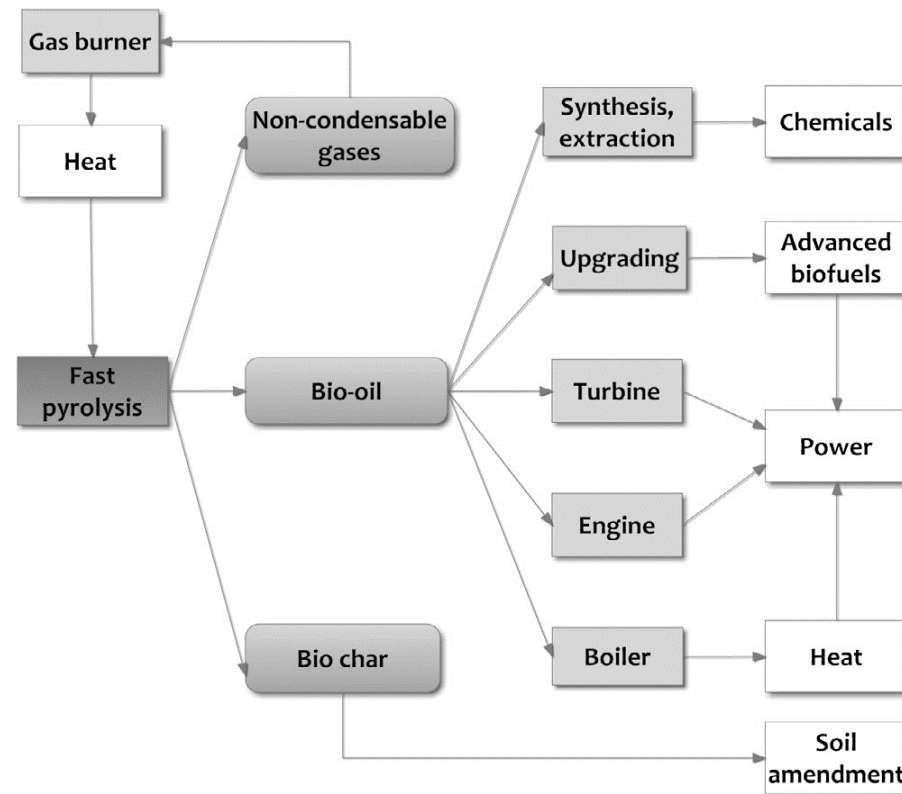 Gas burner
Heat
Fast
pyrolysis
Non-condensable
gases
Bio-oil
Bio char
Synthesis,
extraction
Upgrading
Turbine
Engine
Boiler
Chemicals
Advanced
biofuels
Power
Heat
Soil
amendment